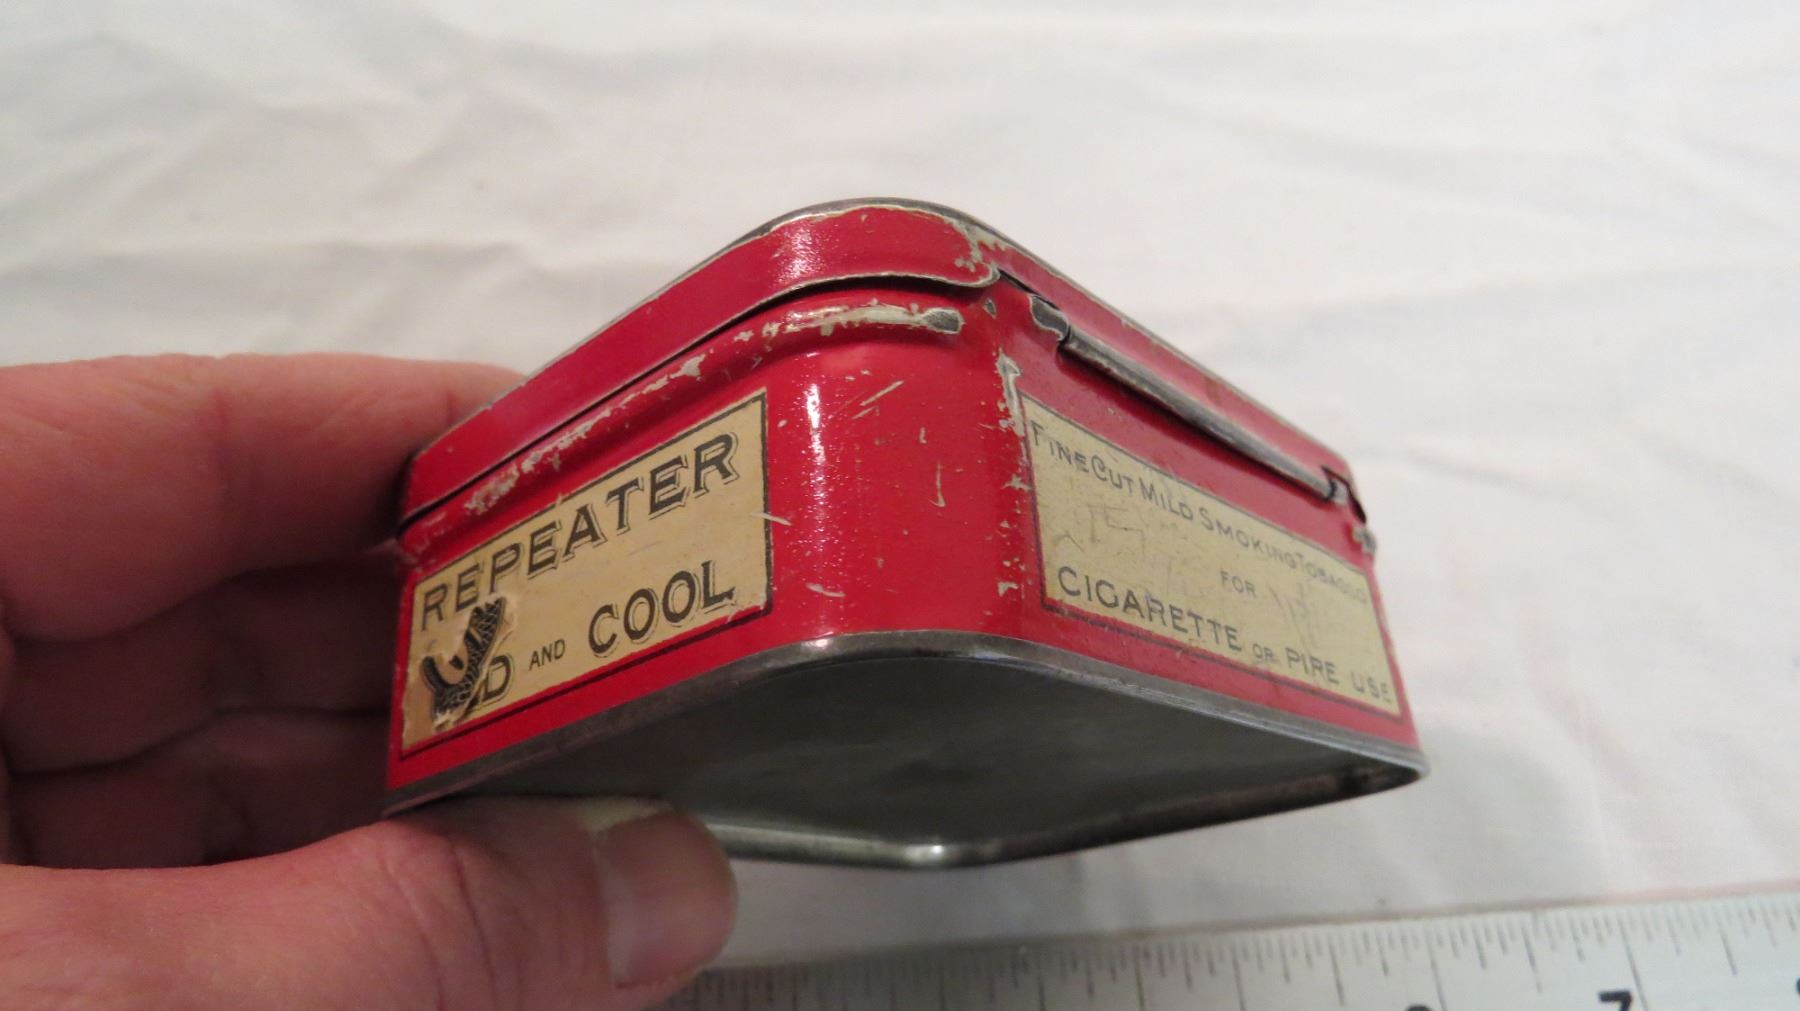 REPEATER
AND COOL
FINE CUT MILD SMOKING TOBACCO
FOR
CIGARETTE OR PIPE USE
7